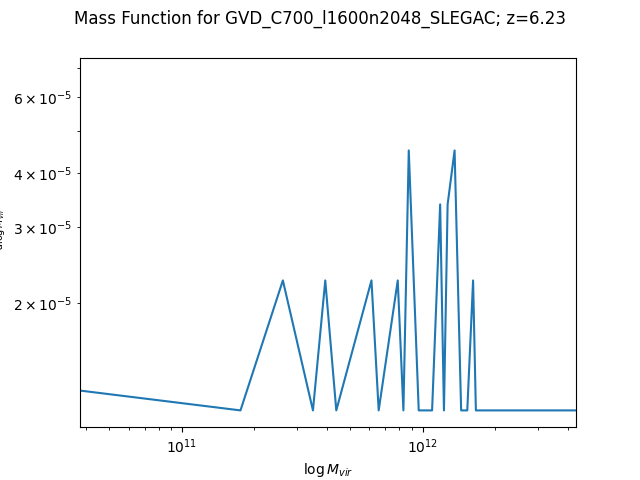 Mass Function for GVD_C700_l1600n2048_SLEGAC; z=6.23
6 × 10⁻⁵
4 × 10⁻⁵
3 × 10⁻⁵
2 × 10⁻⁵
10¹¹
10¹²
log M_vir